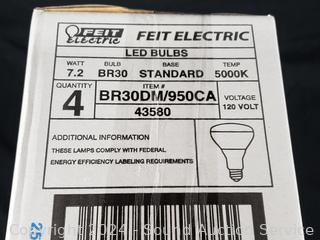 FEIT electric FEIT ELECTRIC
LED BULBS
WATT BULB BASE TEMP
7.2 BR30 STANDARD 5000K
QUANTITY ITEM # VOLTAGE
4 BR30DM/950CA 120 VOLT
43580
ADDITIONAL INFORMATION
THESE LAMPS COMPLY WITH FEDERAL
ENERGY EFFICIENCY LABELING REQUIREMENTS
25
Copyright 2024 - Sound Auction Service